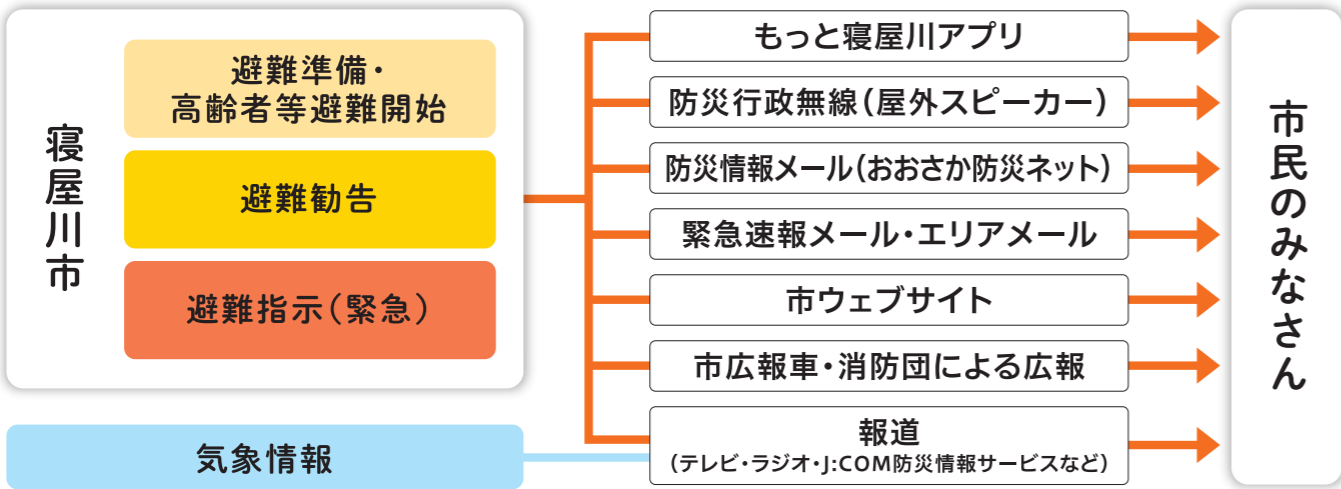 寝屋川市
避難準備・
高齢者等避難開始
避難勧告
避難指示(緊急)
気象情報
もっと寝屋川アプリ
防災行政無線(屋外スピーカー)
防災情報メール(おおさか防災ネット)
緊急速報メール・エリアメール
市ウェブサイト
市広報車・消防団による広報
報道
(テレビ・ラジオ・J:COM防災情報サービスなど)
市民のみなさん